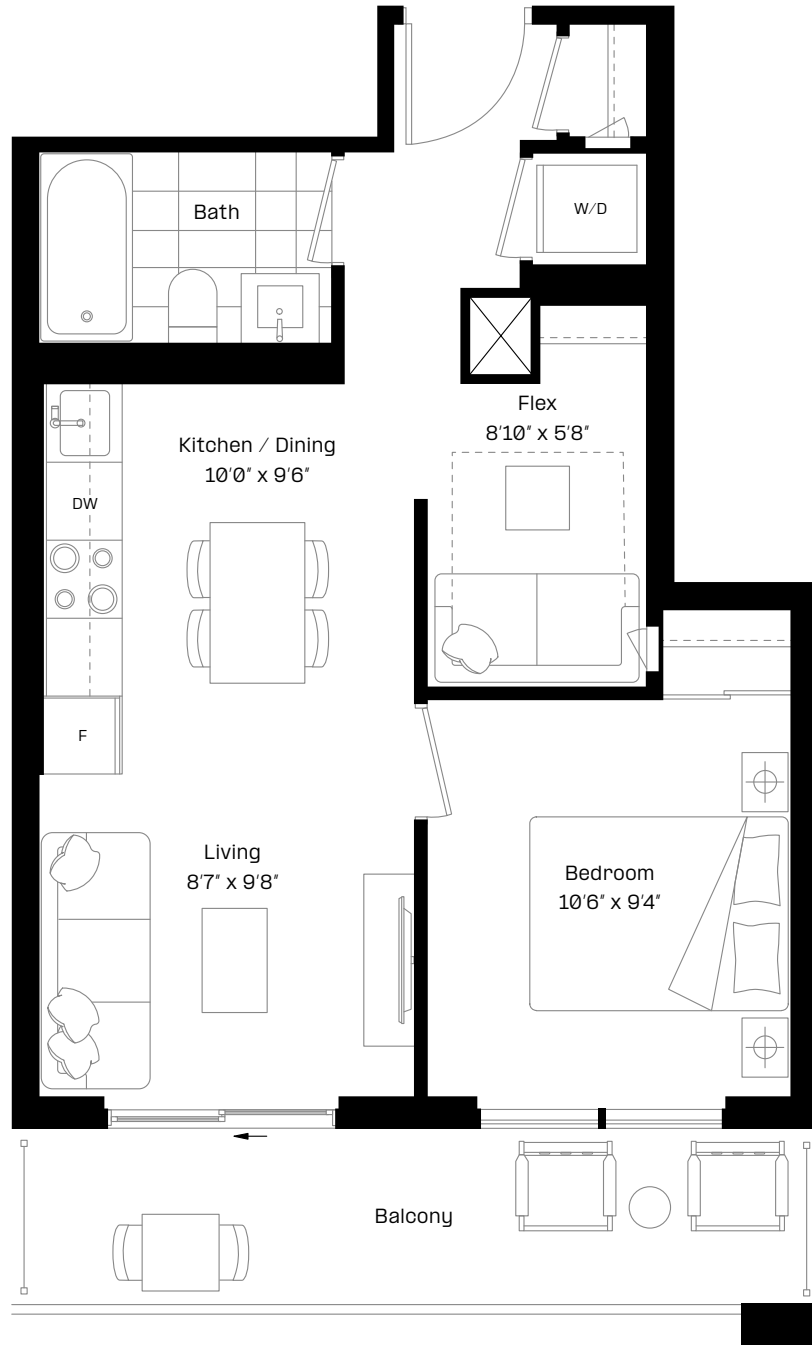 Bath
W/D
Flex
8'10" x 5'8"
Kitchen / Dining
10'0" x 9'6"
DW
F
Living
8'7" x 9'8"
Bedroom
10'6" x 9'4"
Balcony